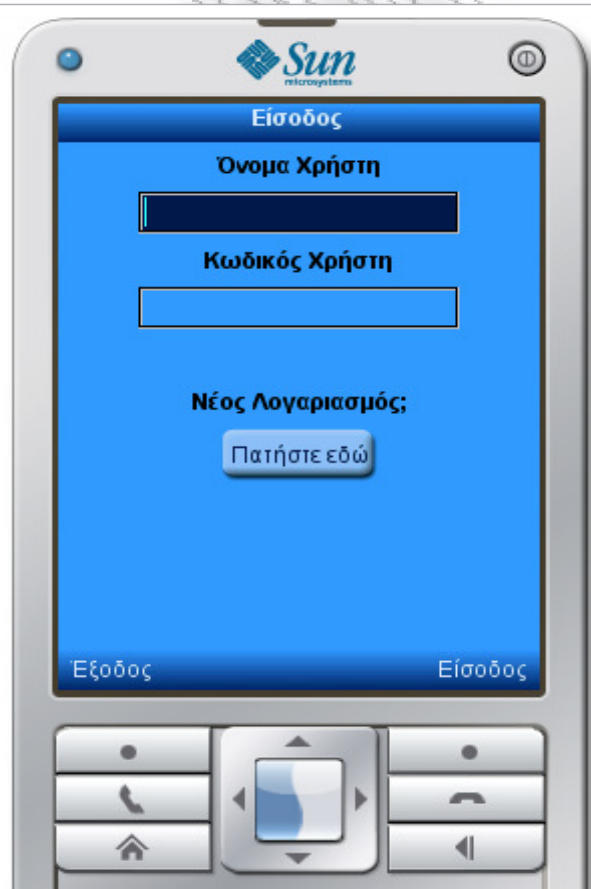 Sun
microsystems
Είσοδος
Όνομα Χρήστη
Κωδικός Χρήστη
Νέος Λογαριασμός;
Πατήστε εδώ
Έξοδος
Είσοδος